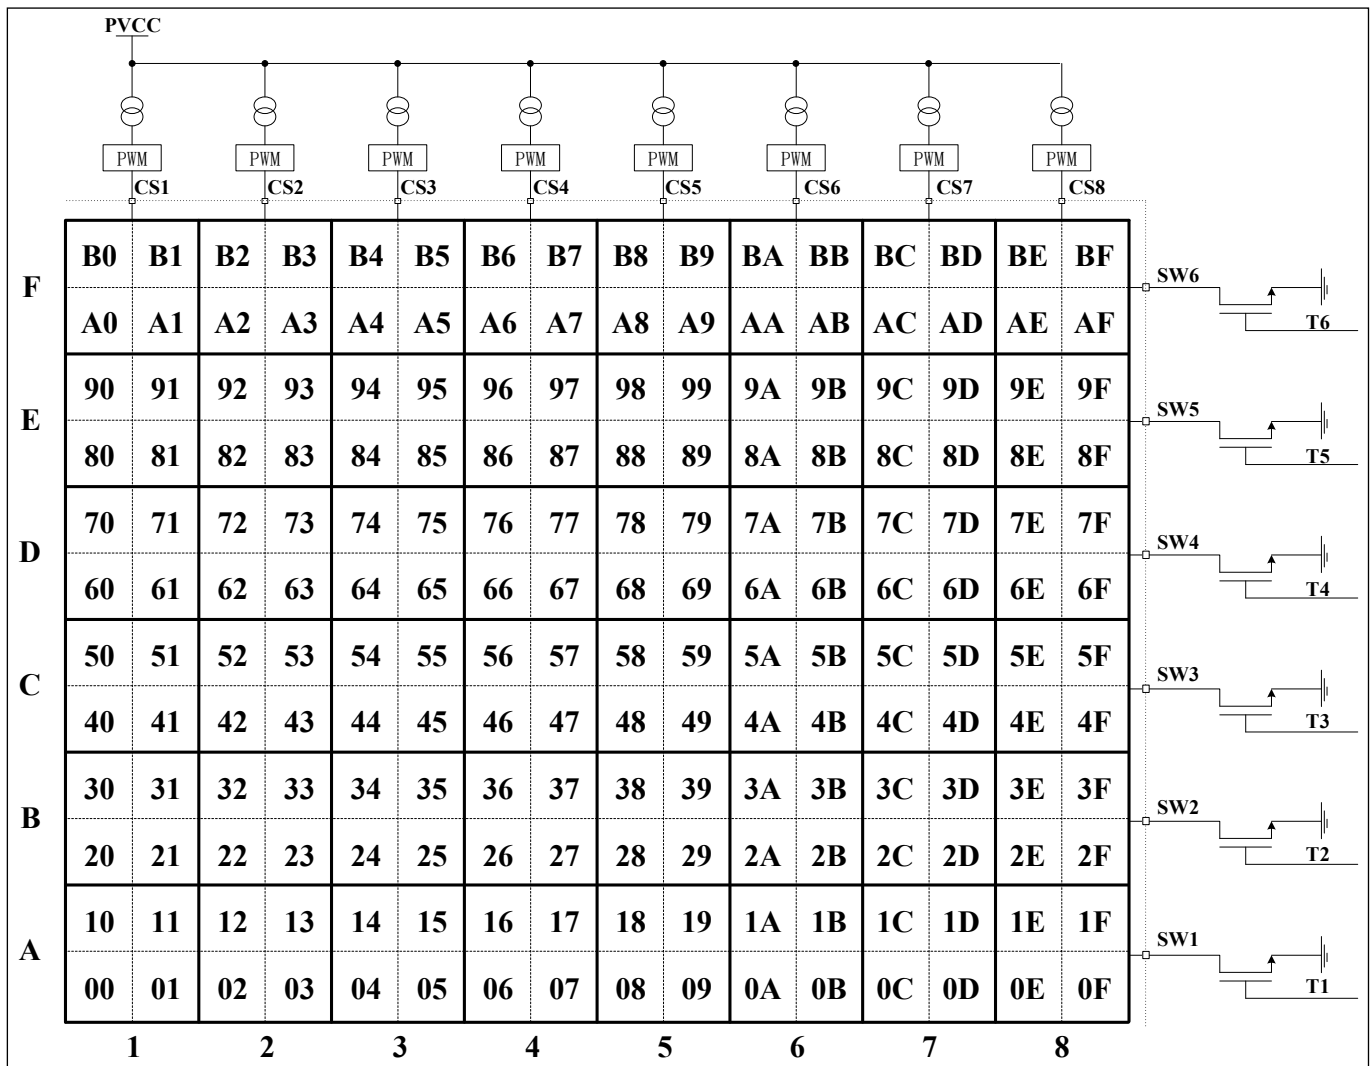 PVCC
PWM PWM PWM PWM PWM PWM PWM PWM
CS1 CS2 CS3 CS4 CS5 CS6 CS7 CS8
B0 B1 B2 B3 B4 B5 B6 B7 B8 B9 BA BB BC BD BE BF
F SW6
A0 A1 A2 A3 A4 A5 A6 A7 A8 A9 AA AB AC AD AE AF T6
90 91 92 93 94 95 96 97 98 99 9A 9B 9C 9D 9E 9F
E SW5
80 81 82 83 84 85 86 87 88 89 8A 8B 8C 8D 8E 8F T5
70 71 72 73 74 75 76 77 78 79 7A 7B 7C 7D 7E 7F
D SW4
60 61 62 63 64 65 66 67 68 69 6A 6B 6C 6D 6E 6F T4
50 51 52 53 54 55 56 57 58 59 5A 5B 5C 5D 5E 5F
C SW3
40 41 42 43 44 45 46 47 48 49 4A 4B 4C 4D 4E 4F T3
30 31 32 33 34 35 36 37 38 39 3A 3B 3C 3D 3E 3F
B SW2
20 21 22 23 24 25 26 27 28 29 2A 2B 2C 2D 2E 2F T2
10 11 12 13 14 15 16 17 18 19 1A 1B 1C 1D 1E 1F
A SW1
00 01 02 03 04 05 06 07 08 09 0A 0B 0C 0D 0E 0F T1
1 2 3 4 5 6 7 8